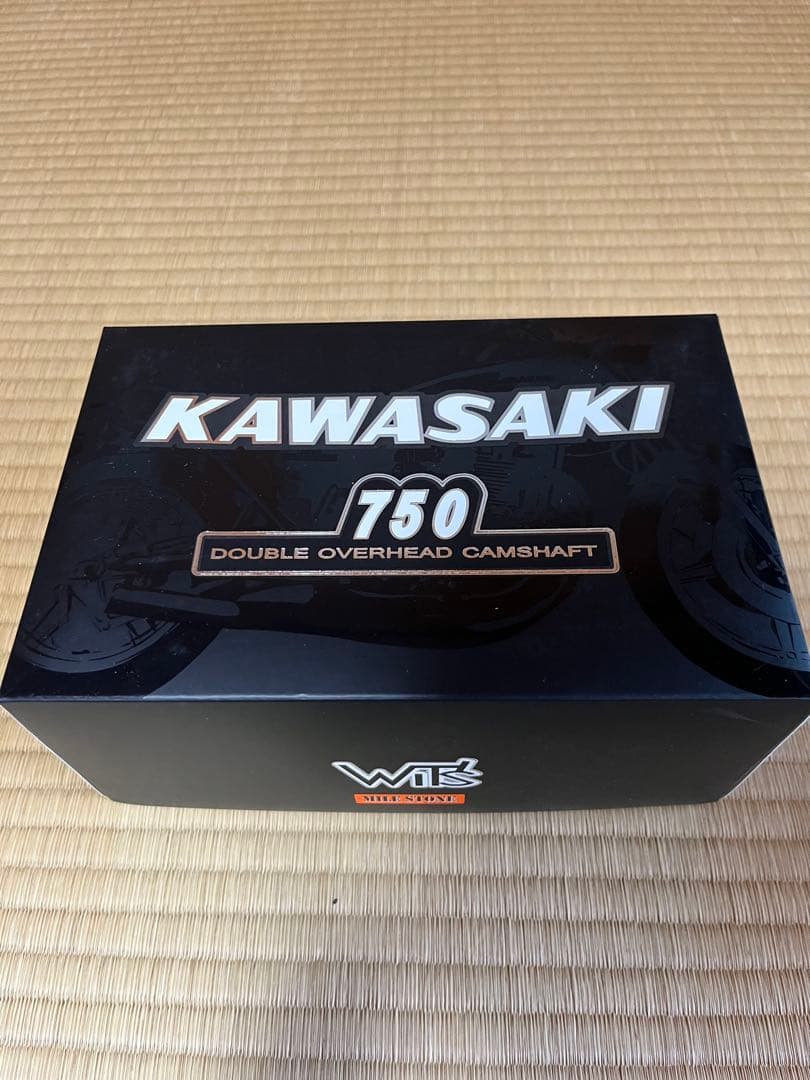 KAWASAKI
750
DOUBLE OVERHEAD CAMSHAFT
WiT's
MILE STONE